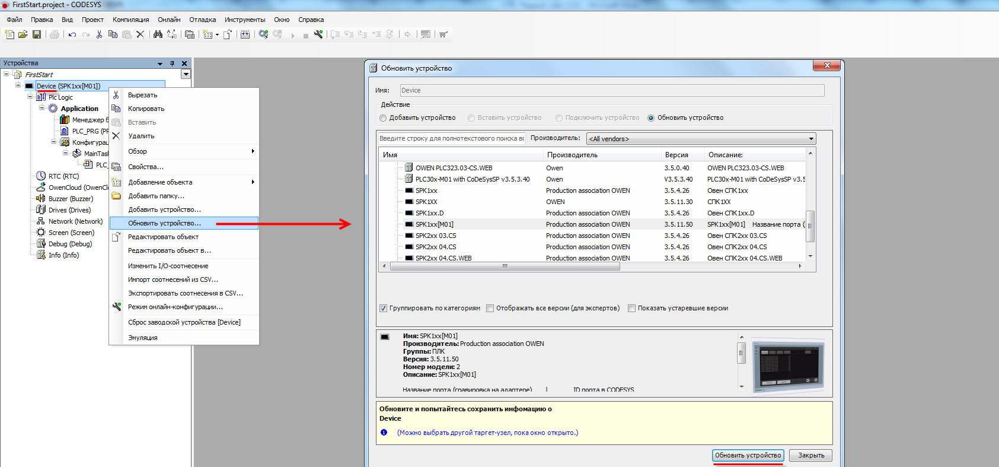 FirstStart.project - CODESYS
Файл Правка Вид Проект Компиляция Онлайн Отладка Инструменты Окно Справка
Устройства
FirstStart
Device (SPK1xx[M01])
Plc Logic
Application
Менеджер б
PLC_PRG (PF
Конфигурац
MainTask
PLC_
RTC (RTC)
OwenCloud (OwenClo
Buzzer (Buzzer)
Drives (Drives)
Network (Network)
Screen (Screen)
Debug (Debug)
Info (Info)
Вырезать
Копировать
Вставить
Удалить
Обзор
Свойства...
Добавление объекта
Добавить папку...
Добавить устройство...
Обновить устройство...
Редактировать объект
Редактировать объект в...
Изменить I/O-соотнесение
Импорт соотнесений из CSV...
Экспортировать соотнесения в CSV...
Режим онлайн-конфигурации...
Сброс заводской устройства [Device]
Эмуляция
Обновить устройство
Имя: Device
Действие
Добавить устройство Вставить устройство Подключить устройство Обновить устройство
Введите строку для полнотекстового поиска вс Производитель: <All vendors>
Имя Производитель Версия Описание:
OWEN PLC323.03-CS.WEB Owen 3.5.0.40 OWEN PLC323.03-CS.WEB
PLC30x-M01 with CoDeSysSP v3.5.3.40 Owen V3.5.3.40 PLC30x-M01 with CoDeSysSP v3.5
SPK1xx Production association OWEN 3.5.4.26 Овен СПК1xx
SPK1XX OWEN 3.5.11.30 СПК1XX
SPK1xx.D Production association OWEN 3.5.4.26 Овен СПК1xx.D
SPK1xx[M01] Production association OWEN 3.5.11.50 SPK1xx[M01] Название порта (
SPK2xx 03.CS Production association OWEN 3.5.4.26 Овен СПК2xx 03.CS
SPK2xx 04.CS Production association OWEN 3.5.4.26 Овен СПК2xx 04.CS
SPK2xx 04.CS.WEB Production association OWEN 3.5.4.26 Овен СПК2xx 04.CS.WEB
Группировать по категориям Отображать все версии (для экспертов) Показать устаревшие версии
Имя: SPK1xx[M01]
Производитель: Production association OWEN
Группы: ПЛК
Версия: 3.5.11.50
Номер модели: 2
Описание: SPK1xx[M01]
Название порта (гравировка на адаптере) | ID порта в CODESYS
Обновите и попытайтесь сохранить инфомацию о
Device
(Можно выбрать другой таргет-узел, пока окно открыто.)
Обновить устройство Закрыть